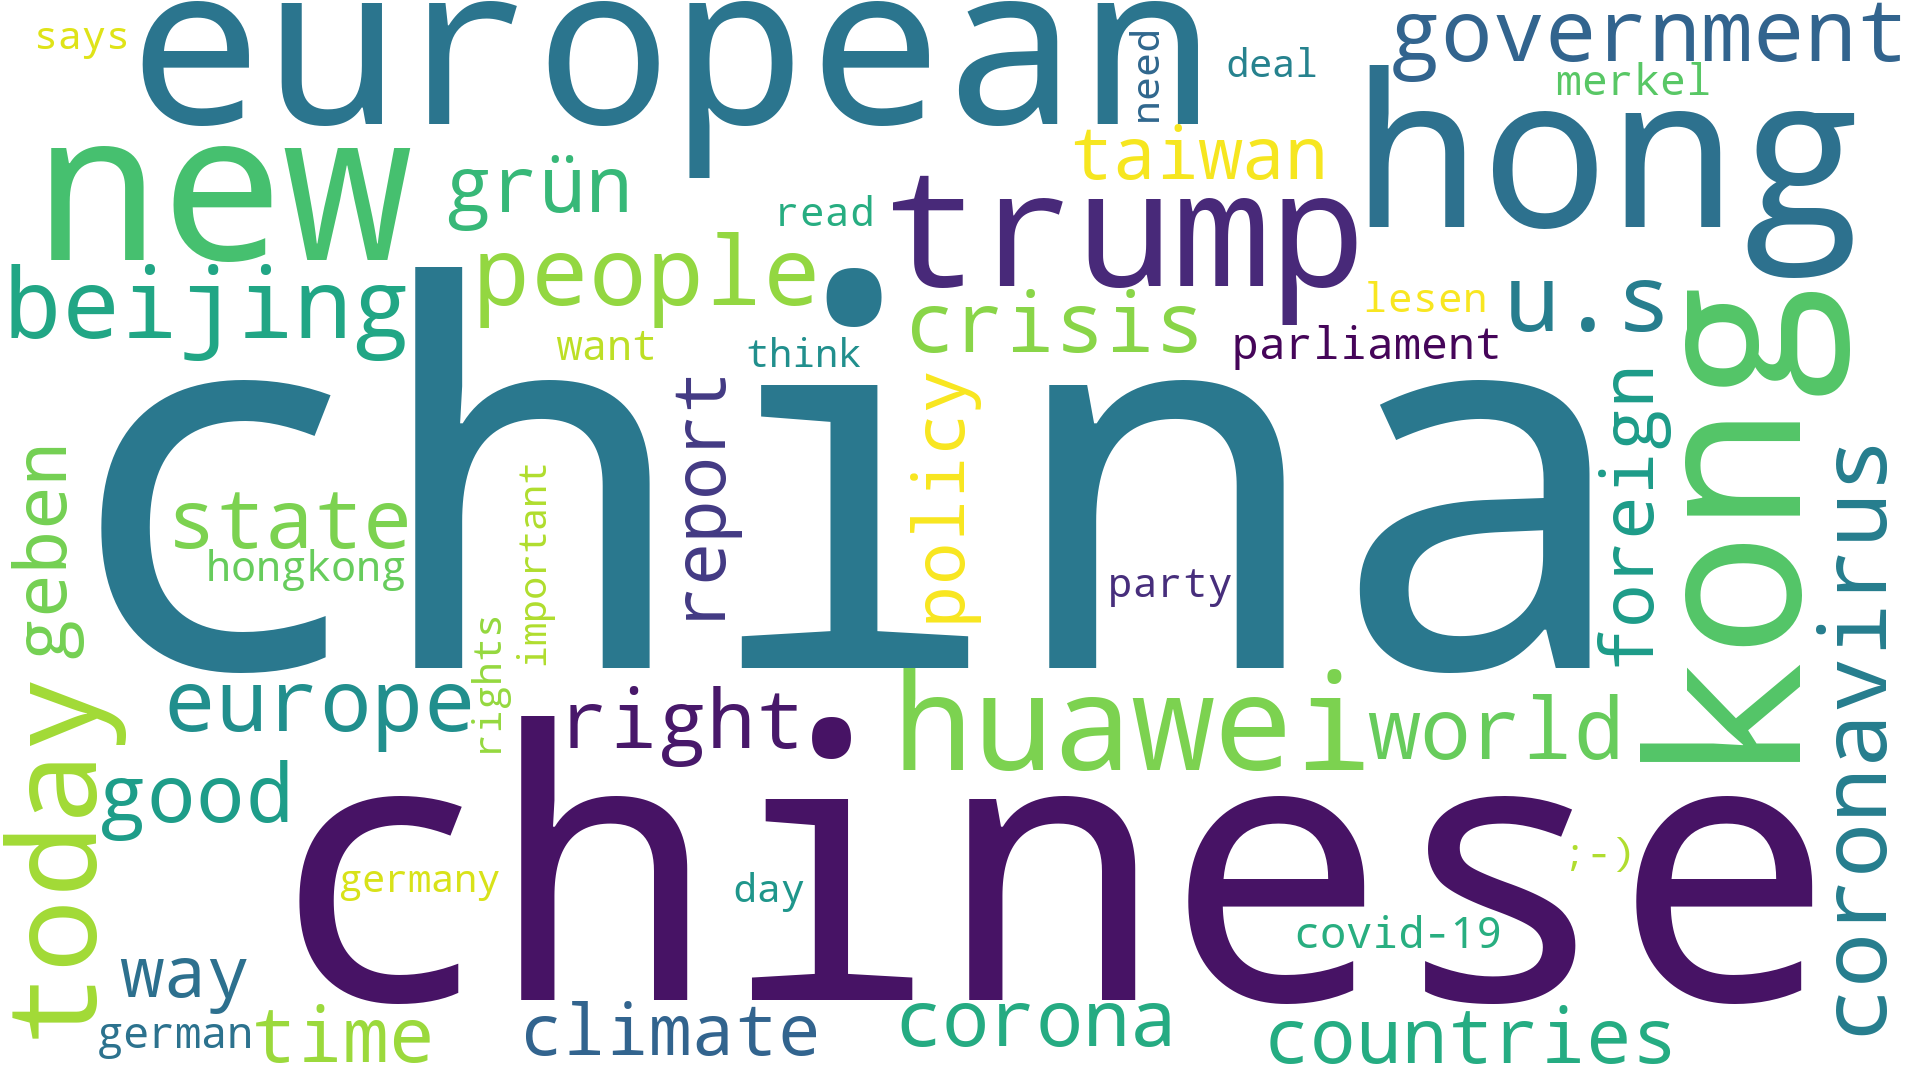 says
european
need
deal
government
merkel
new
grün
read
taiwan
trump
hong
beijing
people
want
think
crisis
lesen
u.s
parliament
china
kong
geben
state
hongkong
important
rights
report
policy
party
foreign
coronavirus
today
europe
right
huawei
world
good
chinese
germany
day
;-)
covid-19
way
german
time
climate
corona
countries